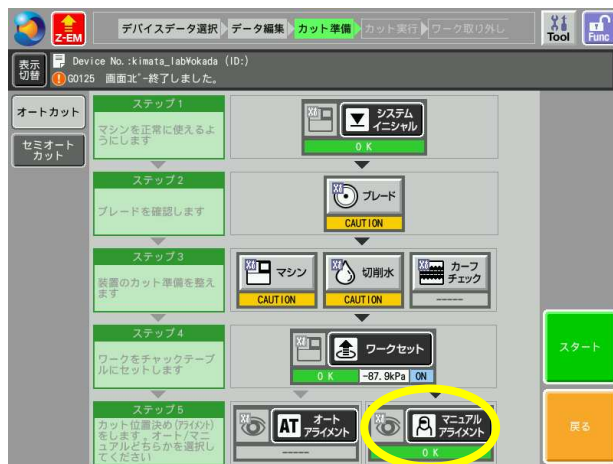 Z-EM
デバイスデータ選択
データ編集
カット準備
カット実行
ワーク取り外し
Tool
Func
表示
切替
Device No.:kimata_lab¥okada (ID:)
G0125 画面ｺﾋﾟｰ終了しました。
オートカット
セミオート
カット
ステップ1
マシンを正常に使えるよ
うにします
システム
イニシャル
OK
ステップ2
ブレードを確認します
ブレード
CAUTION
ステップ3
装置のカット準備を整え
ます
マシン
CAUTION
切削水
CAUTION
カーフ
チェック
-----
ステップ4
ワークをチャックテーブ
ルにセットします
ワークセット
OK
-87.9kPa
ON
ステップ5
カット位置決め(ｱﾗｲﾒﾝﾄ)
をします。オート/マニ
ュアルどちらかを選択し
てください
AT
オート
アライメント
-----
マニュアル
アライメント
OK
スタート
戻る